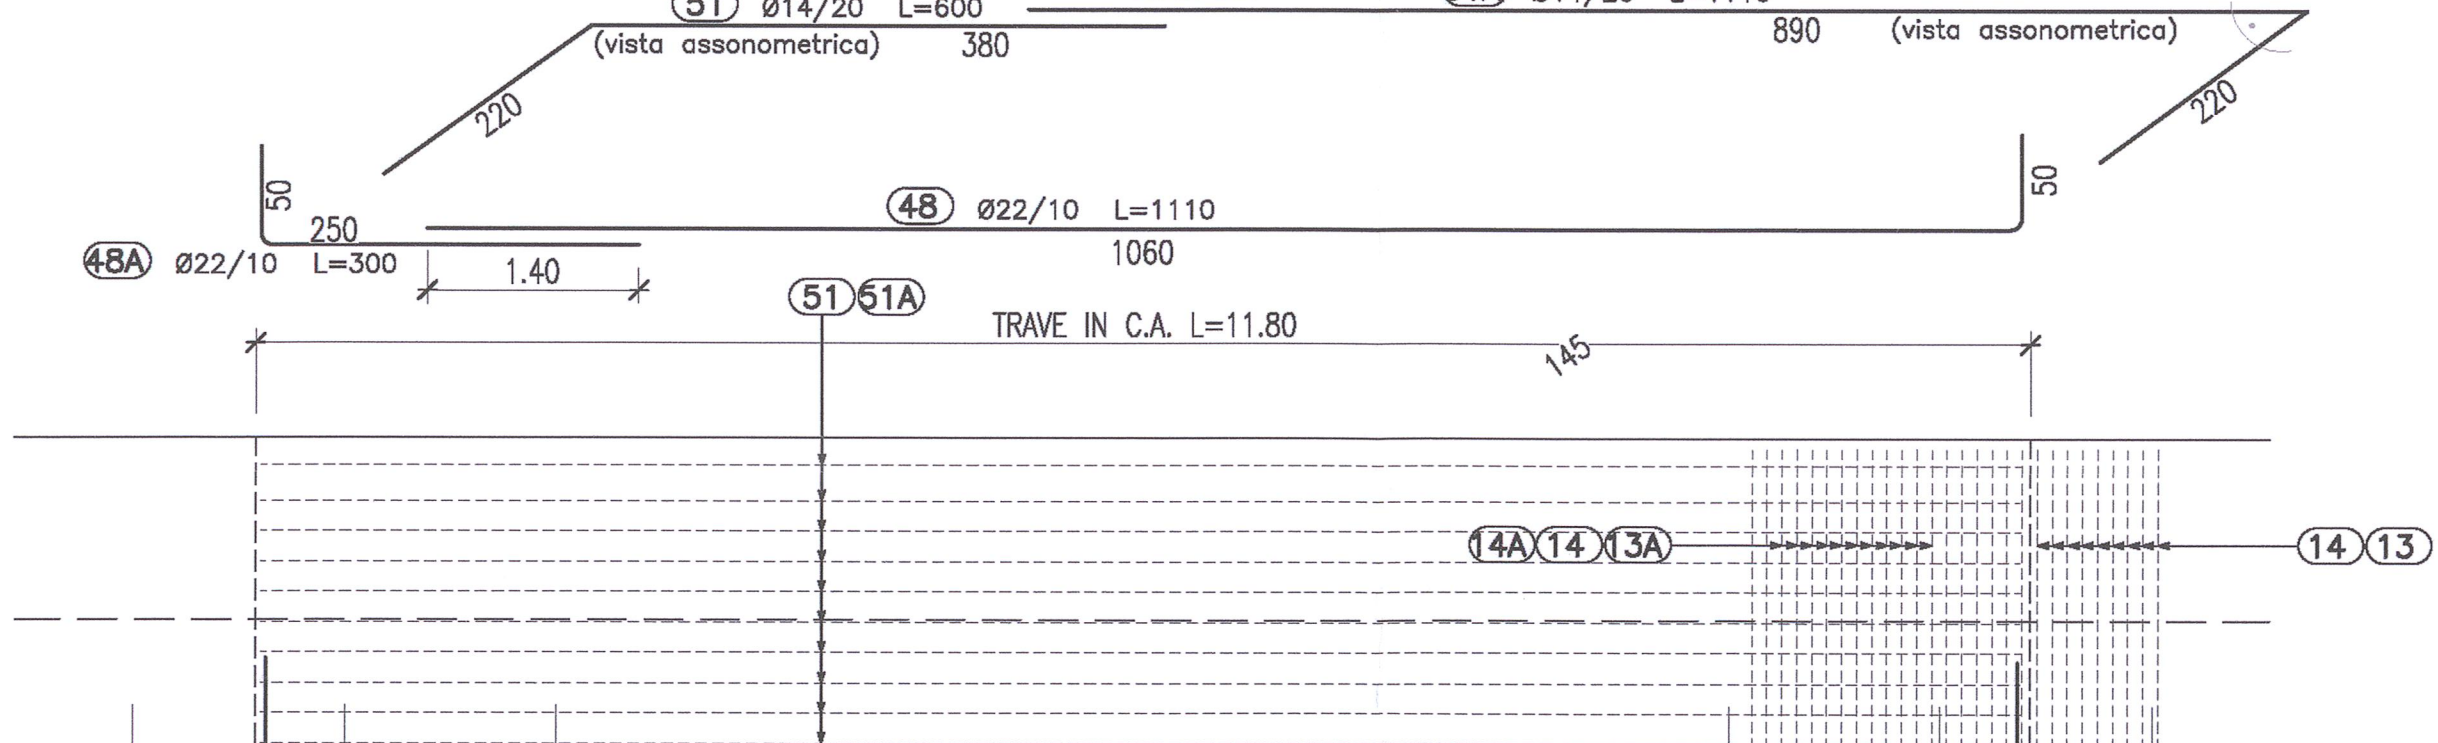 51 Ø14/20 L=600
(vista assonometrica) 380
890 (vista assonometrica)
220
220
50
50
48 Ø22/10 L=1110
250
1060
48A Ø22/10 L=300
1.40
51 51A
TRAVE IN C.A. L=11.80
145
14A 14 13A
14 13